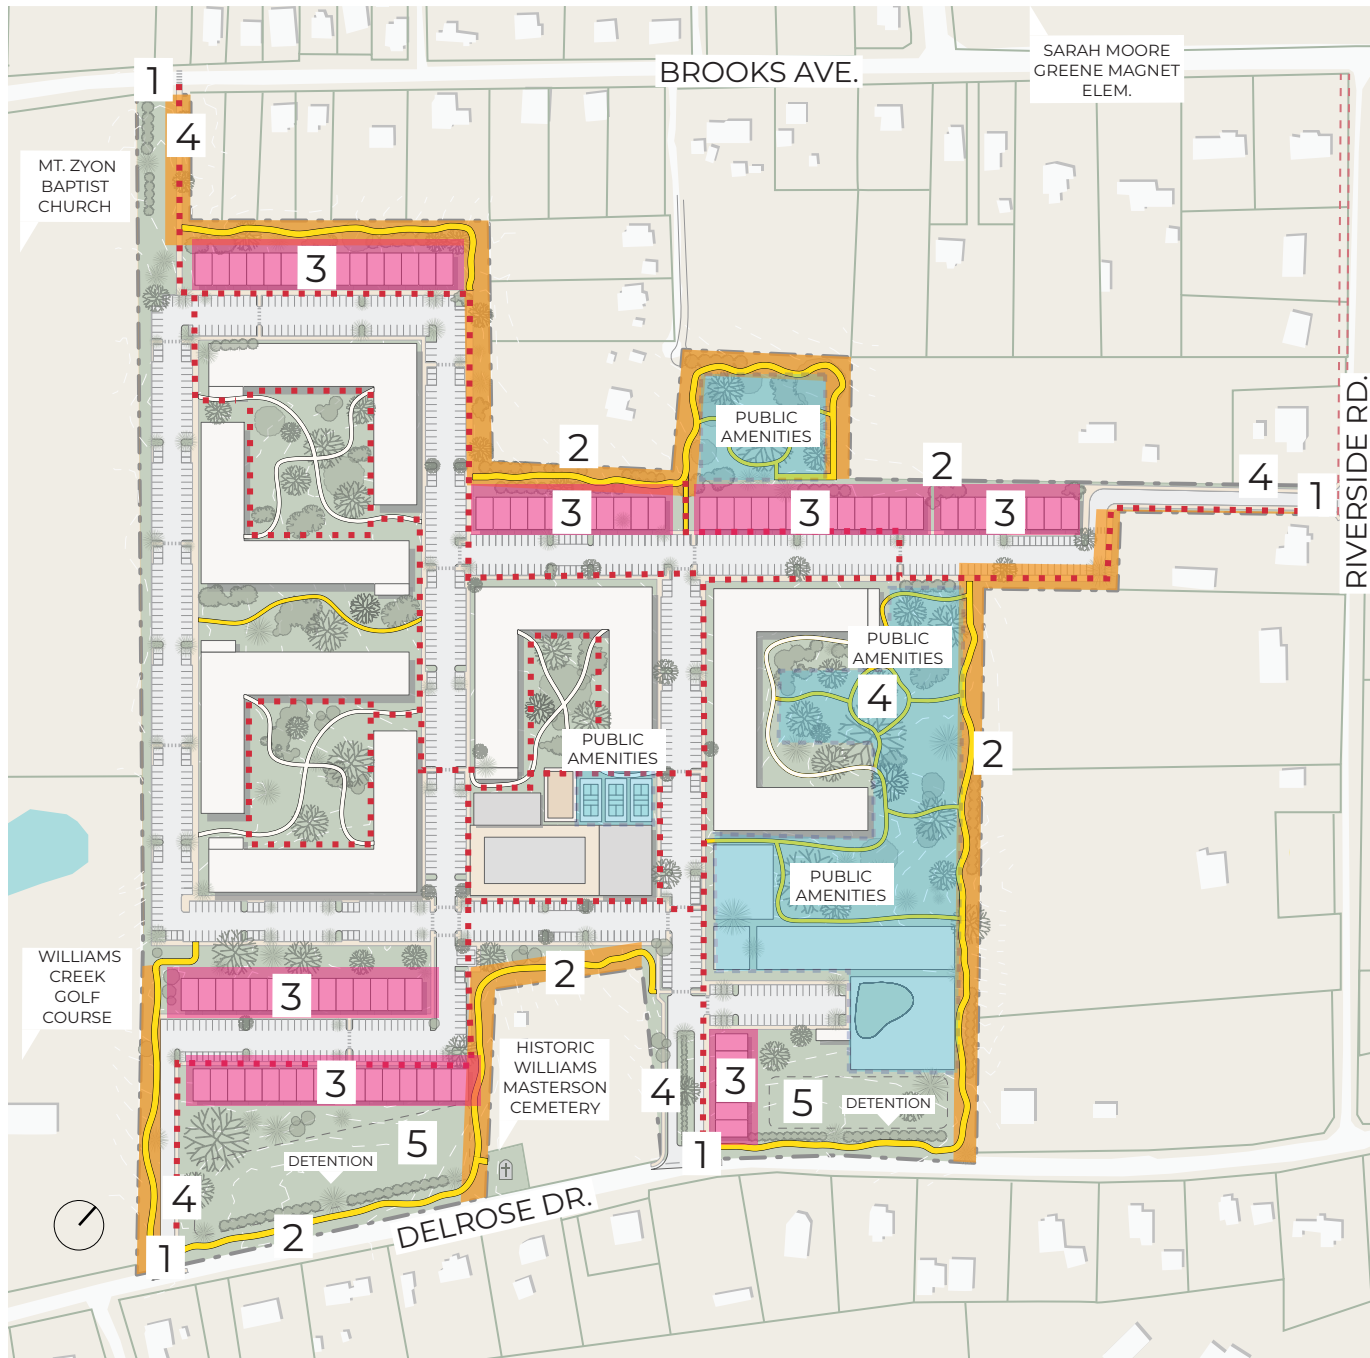 SARAH MOORE
GREENE MAGNET
ELEM.
BROOKS AVE.
1
4
MT. ZYON
BAPTIST
CHURCH
3
RIVERSIDE RD.
PUBLIC
AMENITIES
2
2
4
1
3
3
3
PUBLIC
AMENITIES
4
PUBLIC
AMENITIES
2
PUBLIC
AMENITIES
WILLIAMS
CREEK
GOLF
COURSE
2
3
HISTORIC
WILLIAMS
MASTERSON
CEMETERY
3
4
3
5
DETENTION
5
DETENTION
1
4
2
DELROSE DR.
1